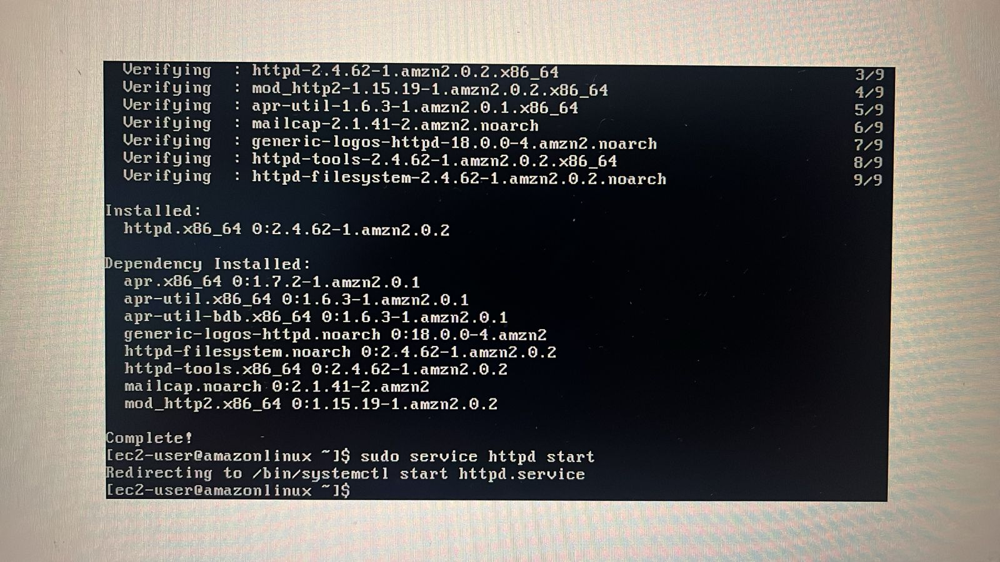 Verifying : httpd-2.4.62-1.amzn2.0.2.x86_64 3/9
Verifying : mod_http2-1.15.19-1.amzn2.0.2.x86_64 4/9
Verifying : apr-util-1.6.3-1.amzn2.0.1.x86_64 5/9
Verifying : mailcap-2.1.41-2.amzn2.noarch 6/9
Verifying : generic-logos-httpd-18.0.0-4.amzn2.noarch 7/9
Verifying : httpd-tools-2.4.62-1.amzn2.0.2.x86_64 8/9
Verifying : httpd-filesystem-2.4.62-1.amzn2.0.2.noarch 9/9
Installed:
httpd.x86_64 0:2.4.62-1.amzn2.0.2
Dependency Installed:
apr.x86_64 0:1.7.2-1.amzn2.0.1
apr-util.x86_64 0:1.6.3-1.amzn2.0.1
apr-util-bdb.x86_64 0:1.6.3-1.amzn2.0.1
generic-logos-httpd.noarch 0:18.0.0-4.amzn2
httpd-filesystem.noarch 0:2.4.62-1.amzn2.0.2
httpd-tools.x86_64 0:2.4.62-1.amzn2.0.2
mailcap.noarch 0:2.1.41-2.amzn2
mod_http2.x86_64 0:1.15.19-1.amzn2.0.2
Complete!
[ec2-user@amazonlinux ~]$ sudo service httpd start
Redirecting to /bin/systemctl start httpd.service
[ec2-user@amazonlinux ~]$